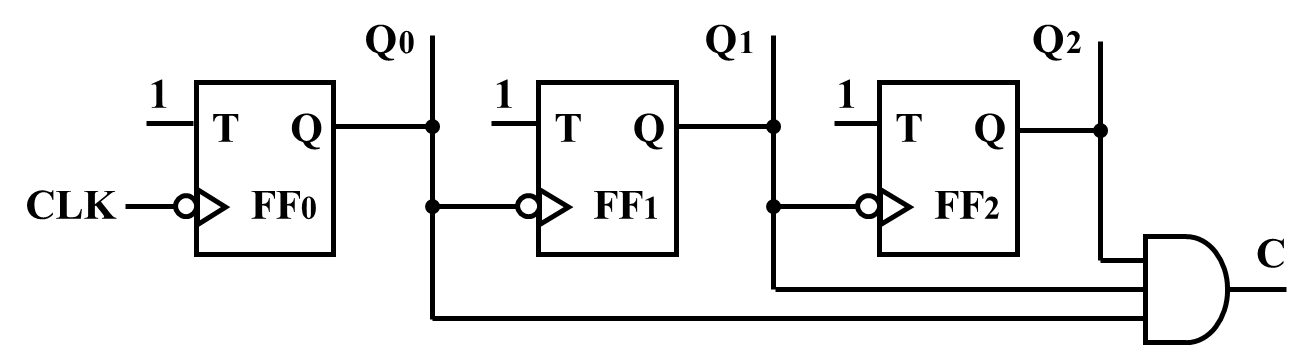 Q0 Q1 Q2
1 1 1
T Q T Q T Q
CLK FF0 FF1 FF2
C